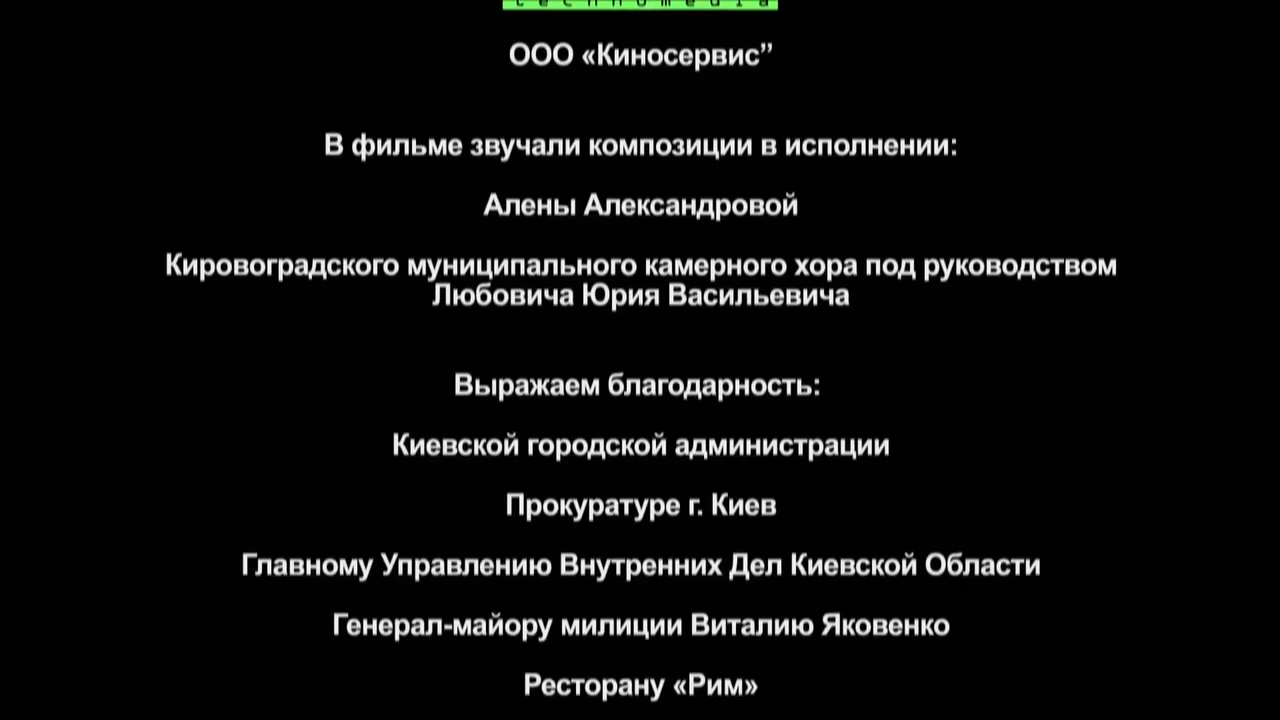 technomedia
ООО «Киносервис”
В фильме звучали композиции в исполнении:
Алены Александровой
Кировоградского муниципального камерного хора под руководством
Любовича Юрия Васильевича
Выражаем благодарность:
Киевской городской администрации
Прокуратуре г. Киев
Главному Управлению Внутренних Дел Киевской Области
Генерал-майору милиции Виталию Яковенко
Ресторану «Рим»